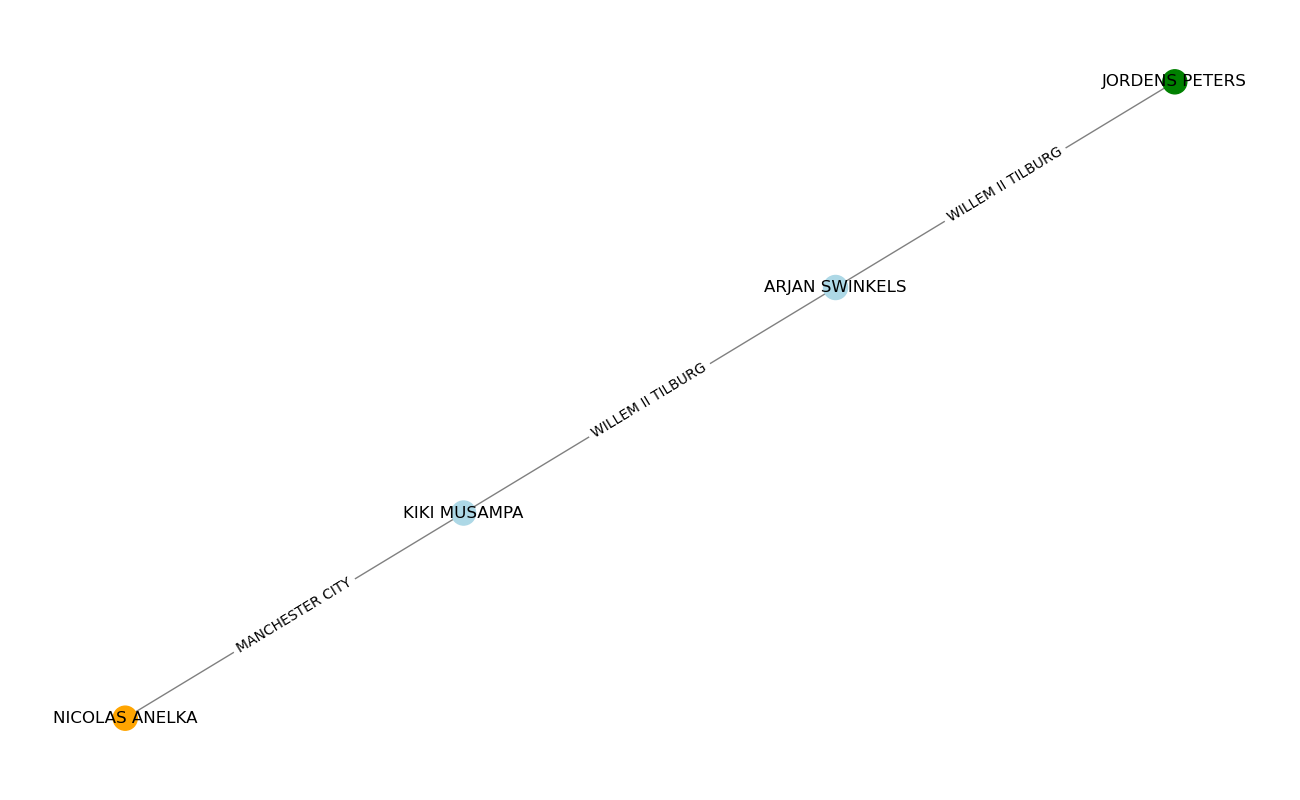 JORDENS PETERS
WILLEM II TILBURG
ARJAN SWINKELS
WILLEM II TILBURG
KIKI MUSAMPA
MANCHESTER CITY
NICOLAS ANELKA